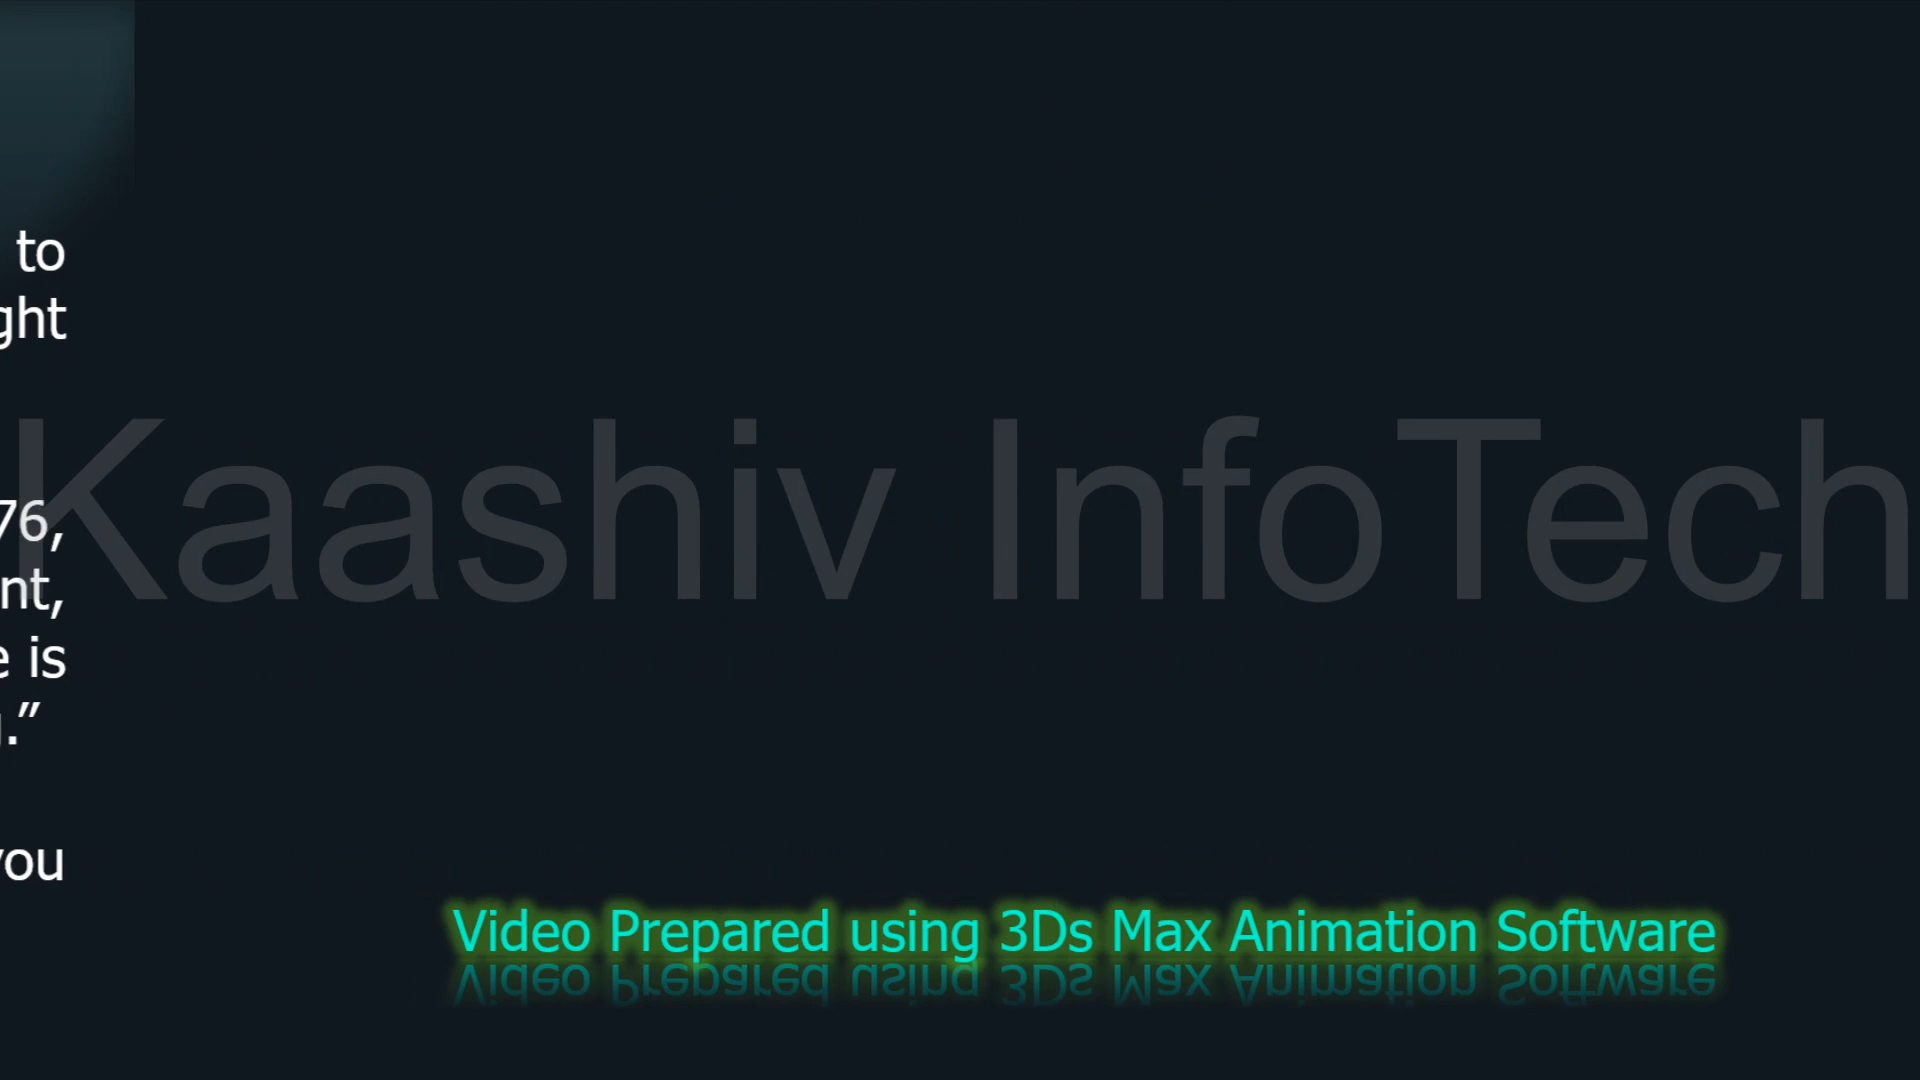 to
ght
Kaashiv InfoTech
76,
nt,
e is
.”
you
Video Prepared using 3Ds Max Animation Software